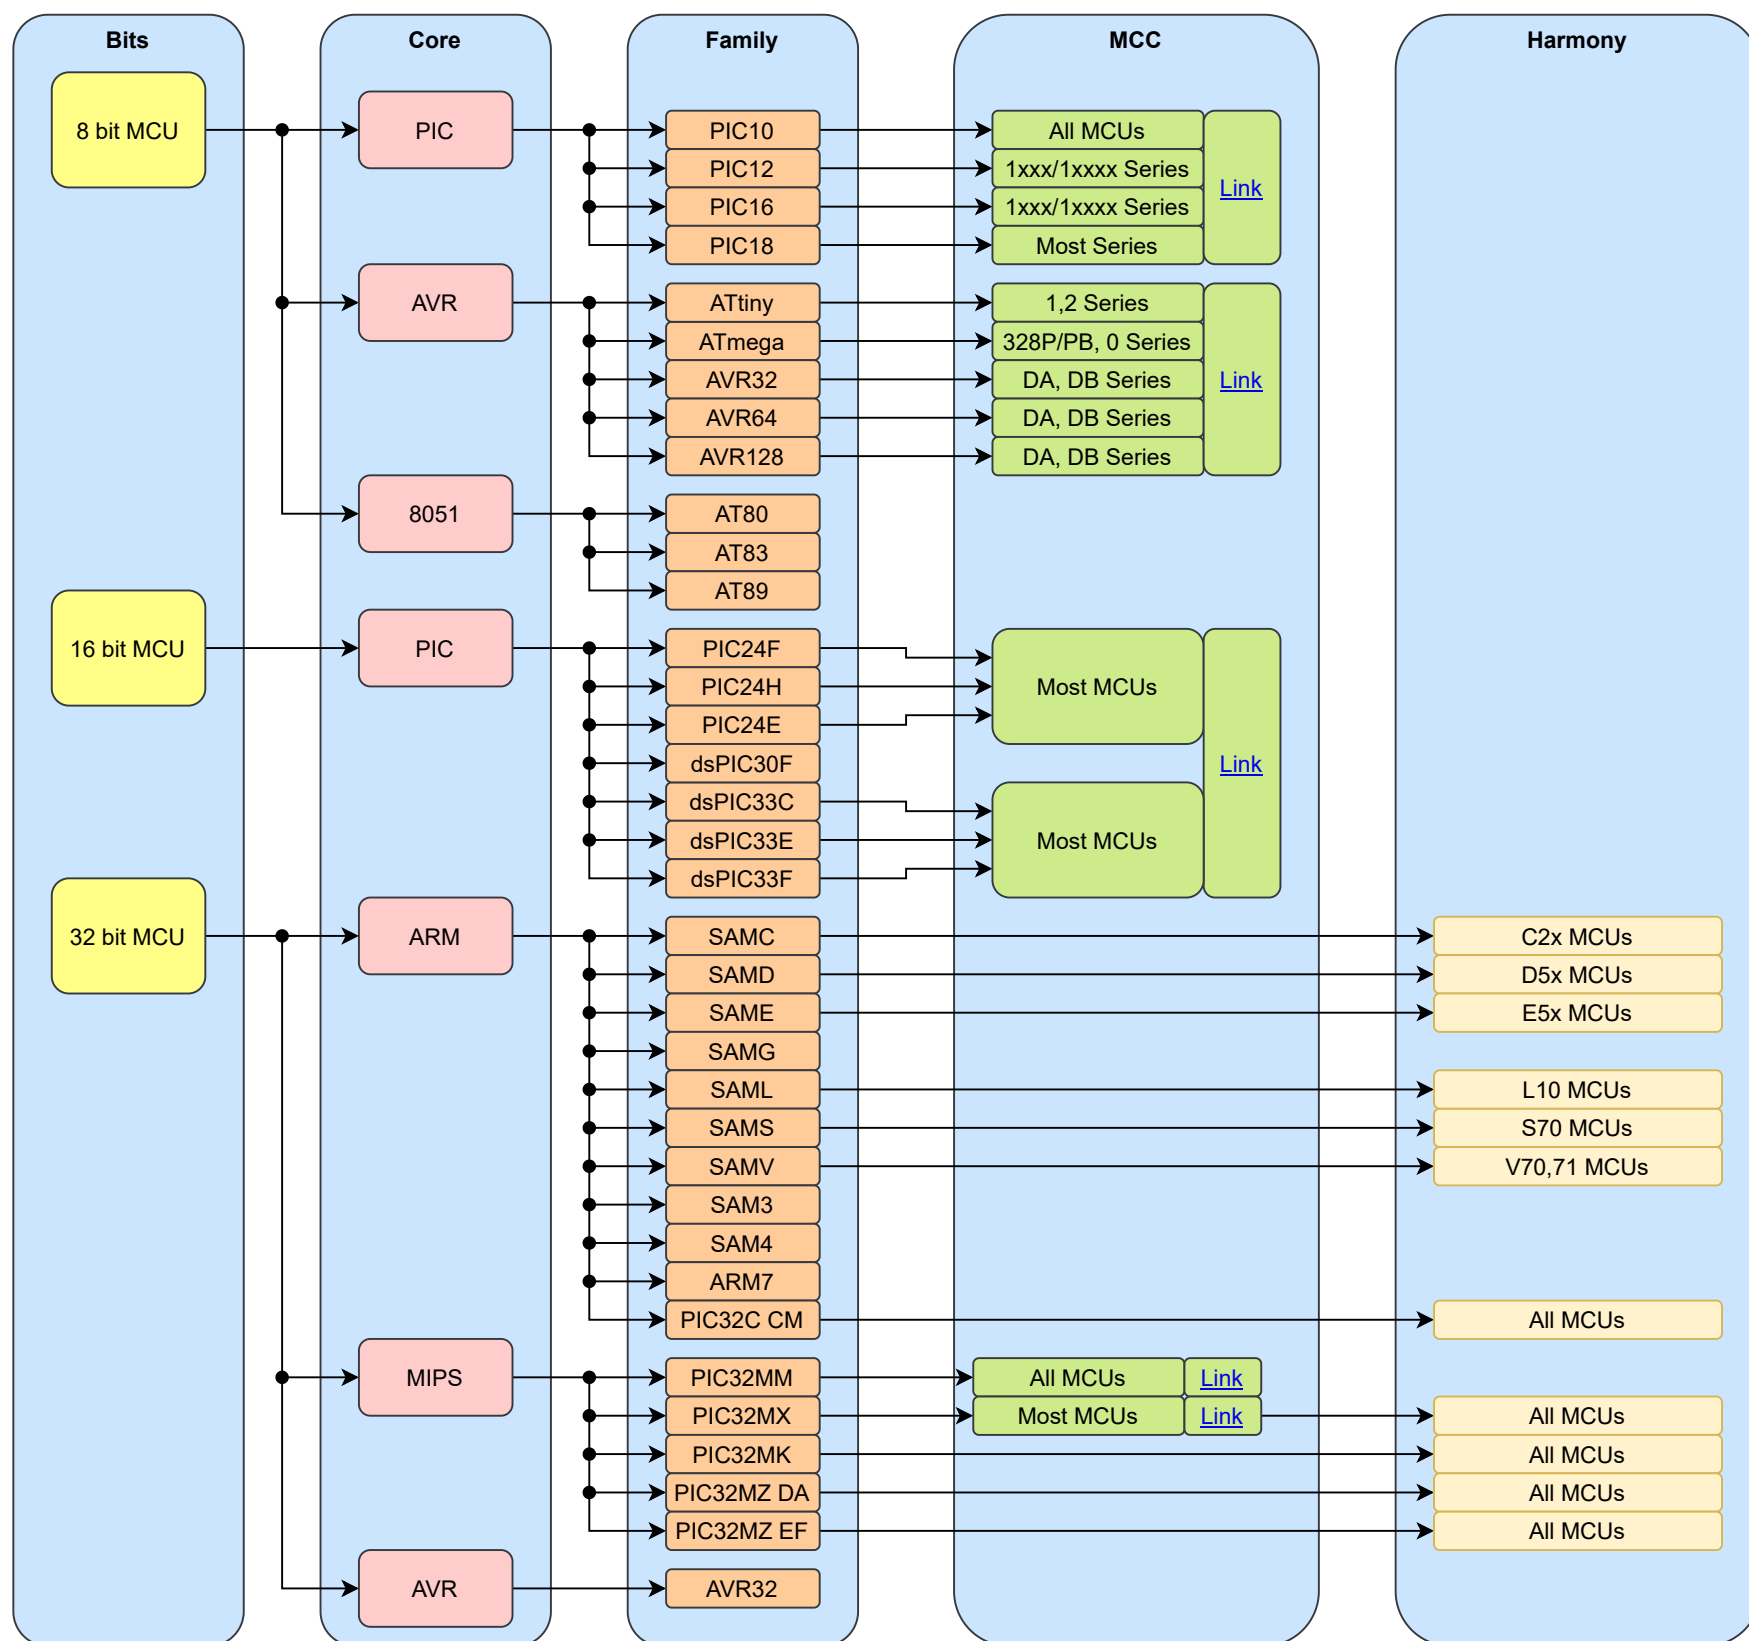 Bits
Core
Family
MCC
Harmony
8 bit MCU
PIC
PIC10
All MCUs
PIC12
1xxx/1xxxx Series
Link
PIC16
1xxx/1xxxx Series
PIC18
Most Series
AVR
ATtiny
1,2 Series
ATmega
328P/PB, 0 Series
AVR32
DA, DB Series
Link
AVR64
DA, DB Series
AVR128
DA, DB Series
8051
AT80
AT83
AT89
16 bit MCU
PIC
PIC24F
PIC24H
Most MCUs
PIC24E
dsPIC30F
Link
dsPIC33C
dsPIC33E
Most MCUs
dsPIC33F
32 bit MCU
ARM
SAMC
C2x MCUs
SAMD
D5x MCUs
SAME
E5x MCUs
SAMG
SAML
L10 MCUs
SAMS
S70 MCUs
SAMV
V70,71 MCUs
SAM3
SAM4
ARM7
PIC32C CM
All MCUs
MIPS
PIC32MM
All MCUs
Link
PIC32MX
Most MCUs
Link
All MCUs
PIC32MK
All MCUs
PIC32MZ DA
All MCUs
PIC32MZ EF
All MCUs
AVR
AVR32